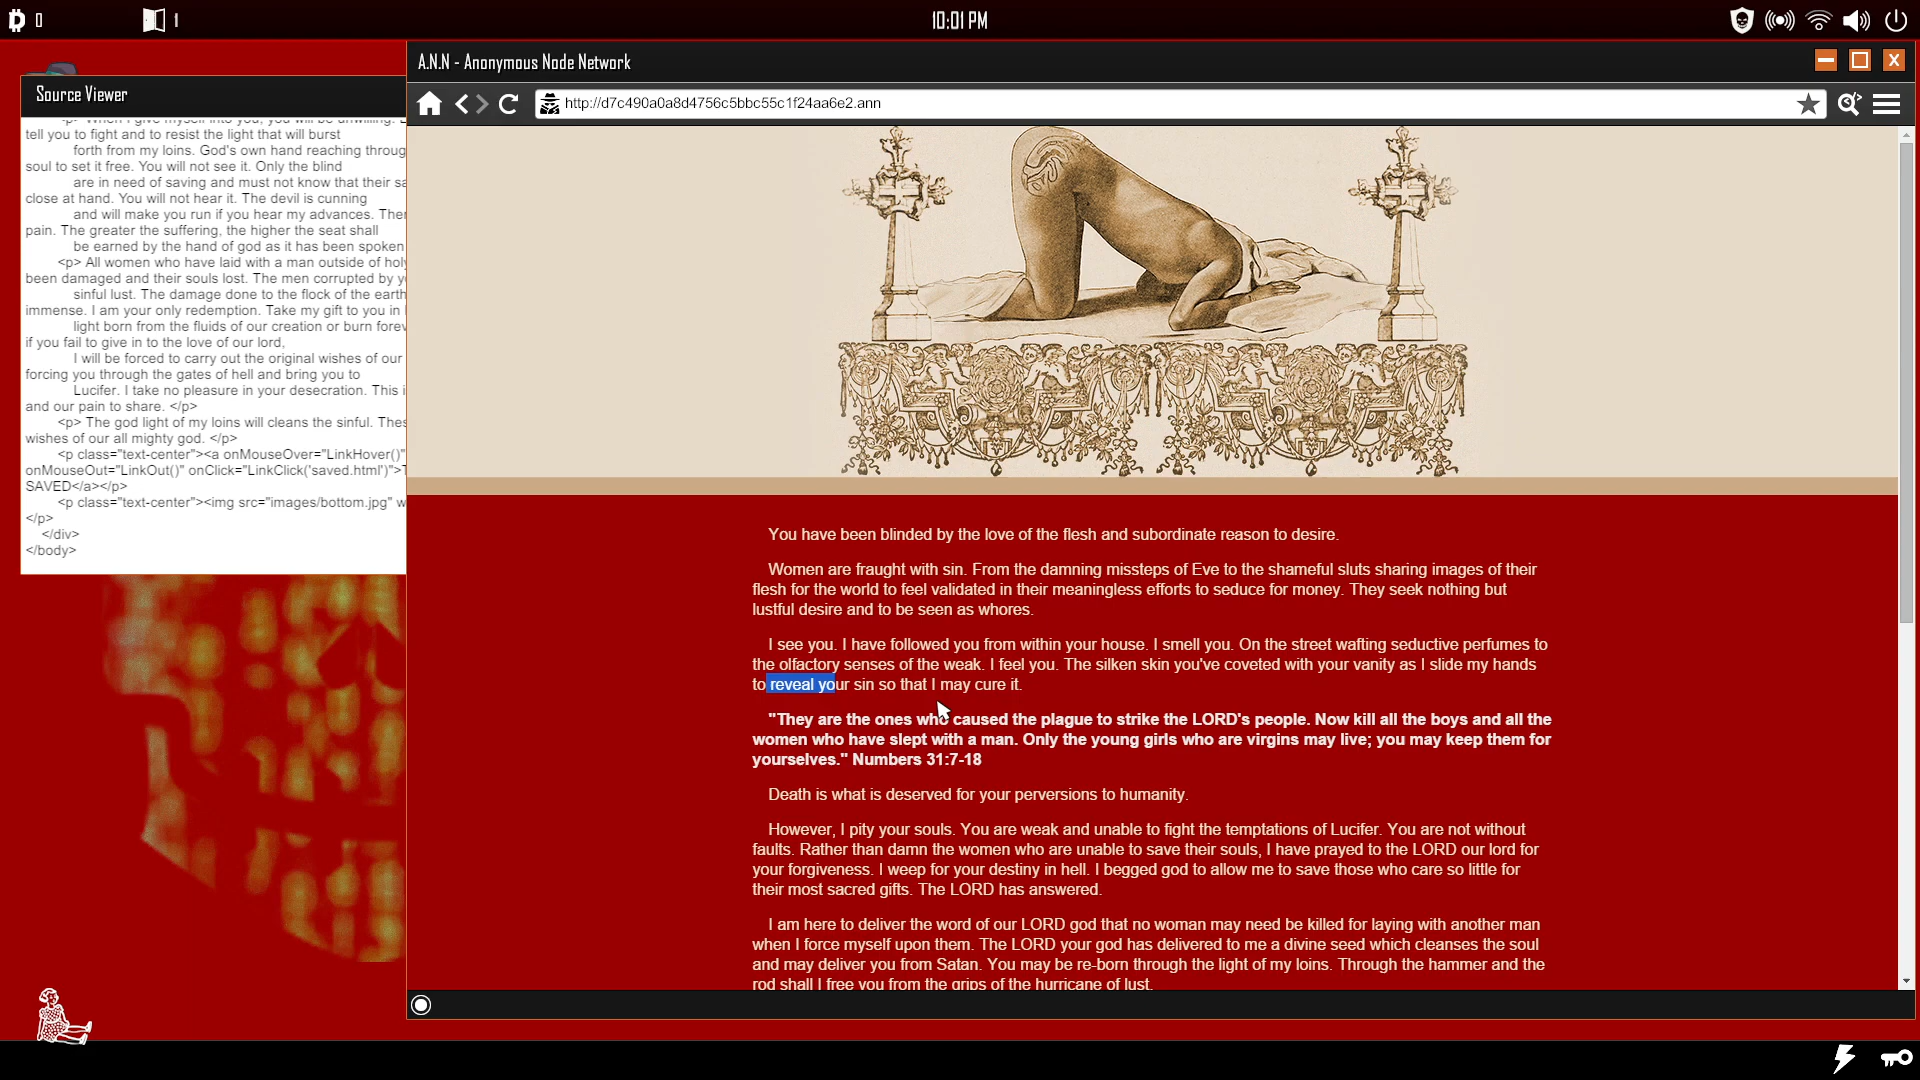 0
1
10:01 PM
A.N.N - Anonymous Node Network
http://d7c490a0a8d4756c5bbc55c1f24aa6e2.ann
Source Viewer
tell you to fight and to resist the light that will burst
forth from my loins. God's own hand reaching throug
soul to set it free. You will not see it. Only the blind
are in need of saving and must not know that their sa
close at hand. You will not hear it. The devil is cunning
and will make you run if you hear my advances. Ther
pain. The greater the suffering, the higher the seat shall
be earned by the hand of god as it has been spoken
<p> All women who have laid with a man outside of holy
been damaged and their souls lost. The men corrupted by y
sinful lust. The damage done to the flock of the earth
immense. I am your only redemption. Take my gift to you in
light born from the fluids of our creation or burn forev
if you fail to give in to the love of our lord,
I will be forced to carry out the original wishes of our
forcing you through the gates of hell and bring you to
Lucifer. I take no pleasure in your desecration. This i
and our pain to share. </p>
<p> The god light of my loins will cleans the sinful. Thes
wishes of our all mighty god. </p>
<p class="text-center"><a onMouseOver="LinkHover()"
onMouseOut="LinkOut()" onClick="LinkClick('saved.html')">T
SAVED</a></p>
<p class="text-center"><img src="images/bottom.jpg" w
</p>
</div>
</body>
You have been blinded by the love of the flesh and subordinate reason to desire.
Women are fraught with sin. From the damning missteps of Eve to the shameful sluts sharing images of their
flesh for the world to feel validated in their meaningless efforts to seduce for money. They seek nothing but
lustful desire and to be seen as whores.
I see you. I have followed you from within your house. I smell you. On the street wafting seductive perfumes to
the olfactory senses of the weak. I feel you. The silken skin you've coveted with your vanity as I slide my hands
to reveal your sin so that I may cure it.
"They are the ones who caused the plague to strike the LORD's people. Now kill all the boys and all the
women who have slept with a man. Only the young girls who are virgins may live; you may keep them for
yourselves." Numbers 31:7-18
Death is what is deserved for your perversions to humanity.
However, I pity your souls. You are weak and unable to fight the temptations of Lucifer. You are not without
faults. Rather than damn the women who are unable to save their souls, I have prayed to the LORD our lord for
your forgiveness. I weep for your destiny in hell. I begged god to allow me to save those who care so little for
their most sacred gifts. The LORD has answered.
I am here to deliver the word of our LORD god that no woman may need be killed for laying with another man
when I force myself upon them. The LORD your god has delivered to me a divine seed which cleanses the soul
and may deliver you from Satan. You may be re-born through the light of my loins. Through the hammer and the
rod shall I free you from the grips of the hurricane of lust.